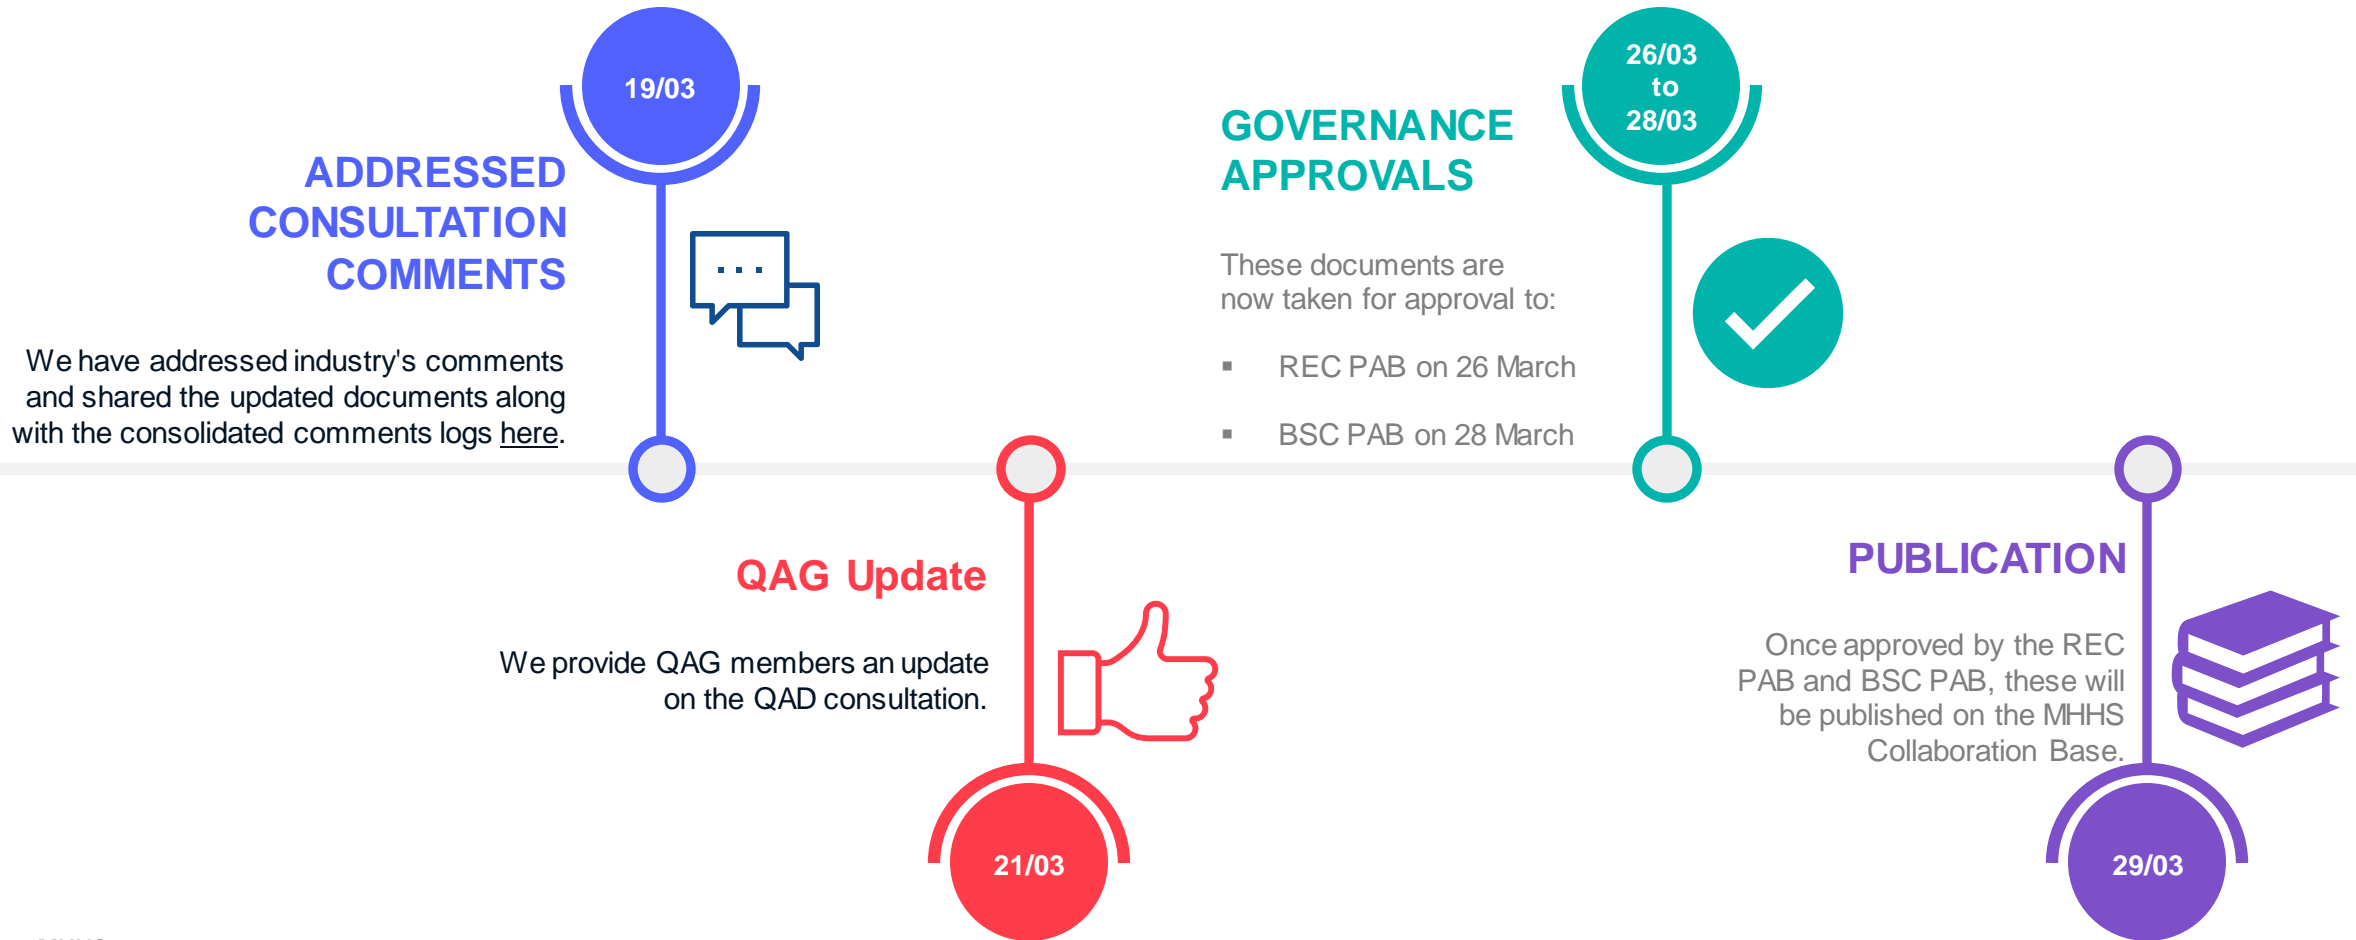 19/03
ADDRESSED
CONSULTATION
COMMENTS
We have addressed industry's comments
and shared the updated documents along
with the consolidated comments logs here.
QAG Update
We provide QAG members an update
on the QAD consultation.
21/03
26/03
to
28/03
GOVERNANCE
APPROVALS
These documents are
now taken for approval to:
▪ REC PAB on 26 March
▪ BSC PAB on 28 March
PUBLICATION
Once approved by the REC
PAB and BSC PAB, these will
be published on the MHHS
Collaboration Base.
29/03